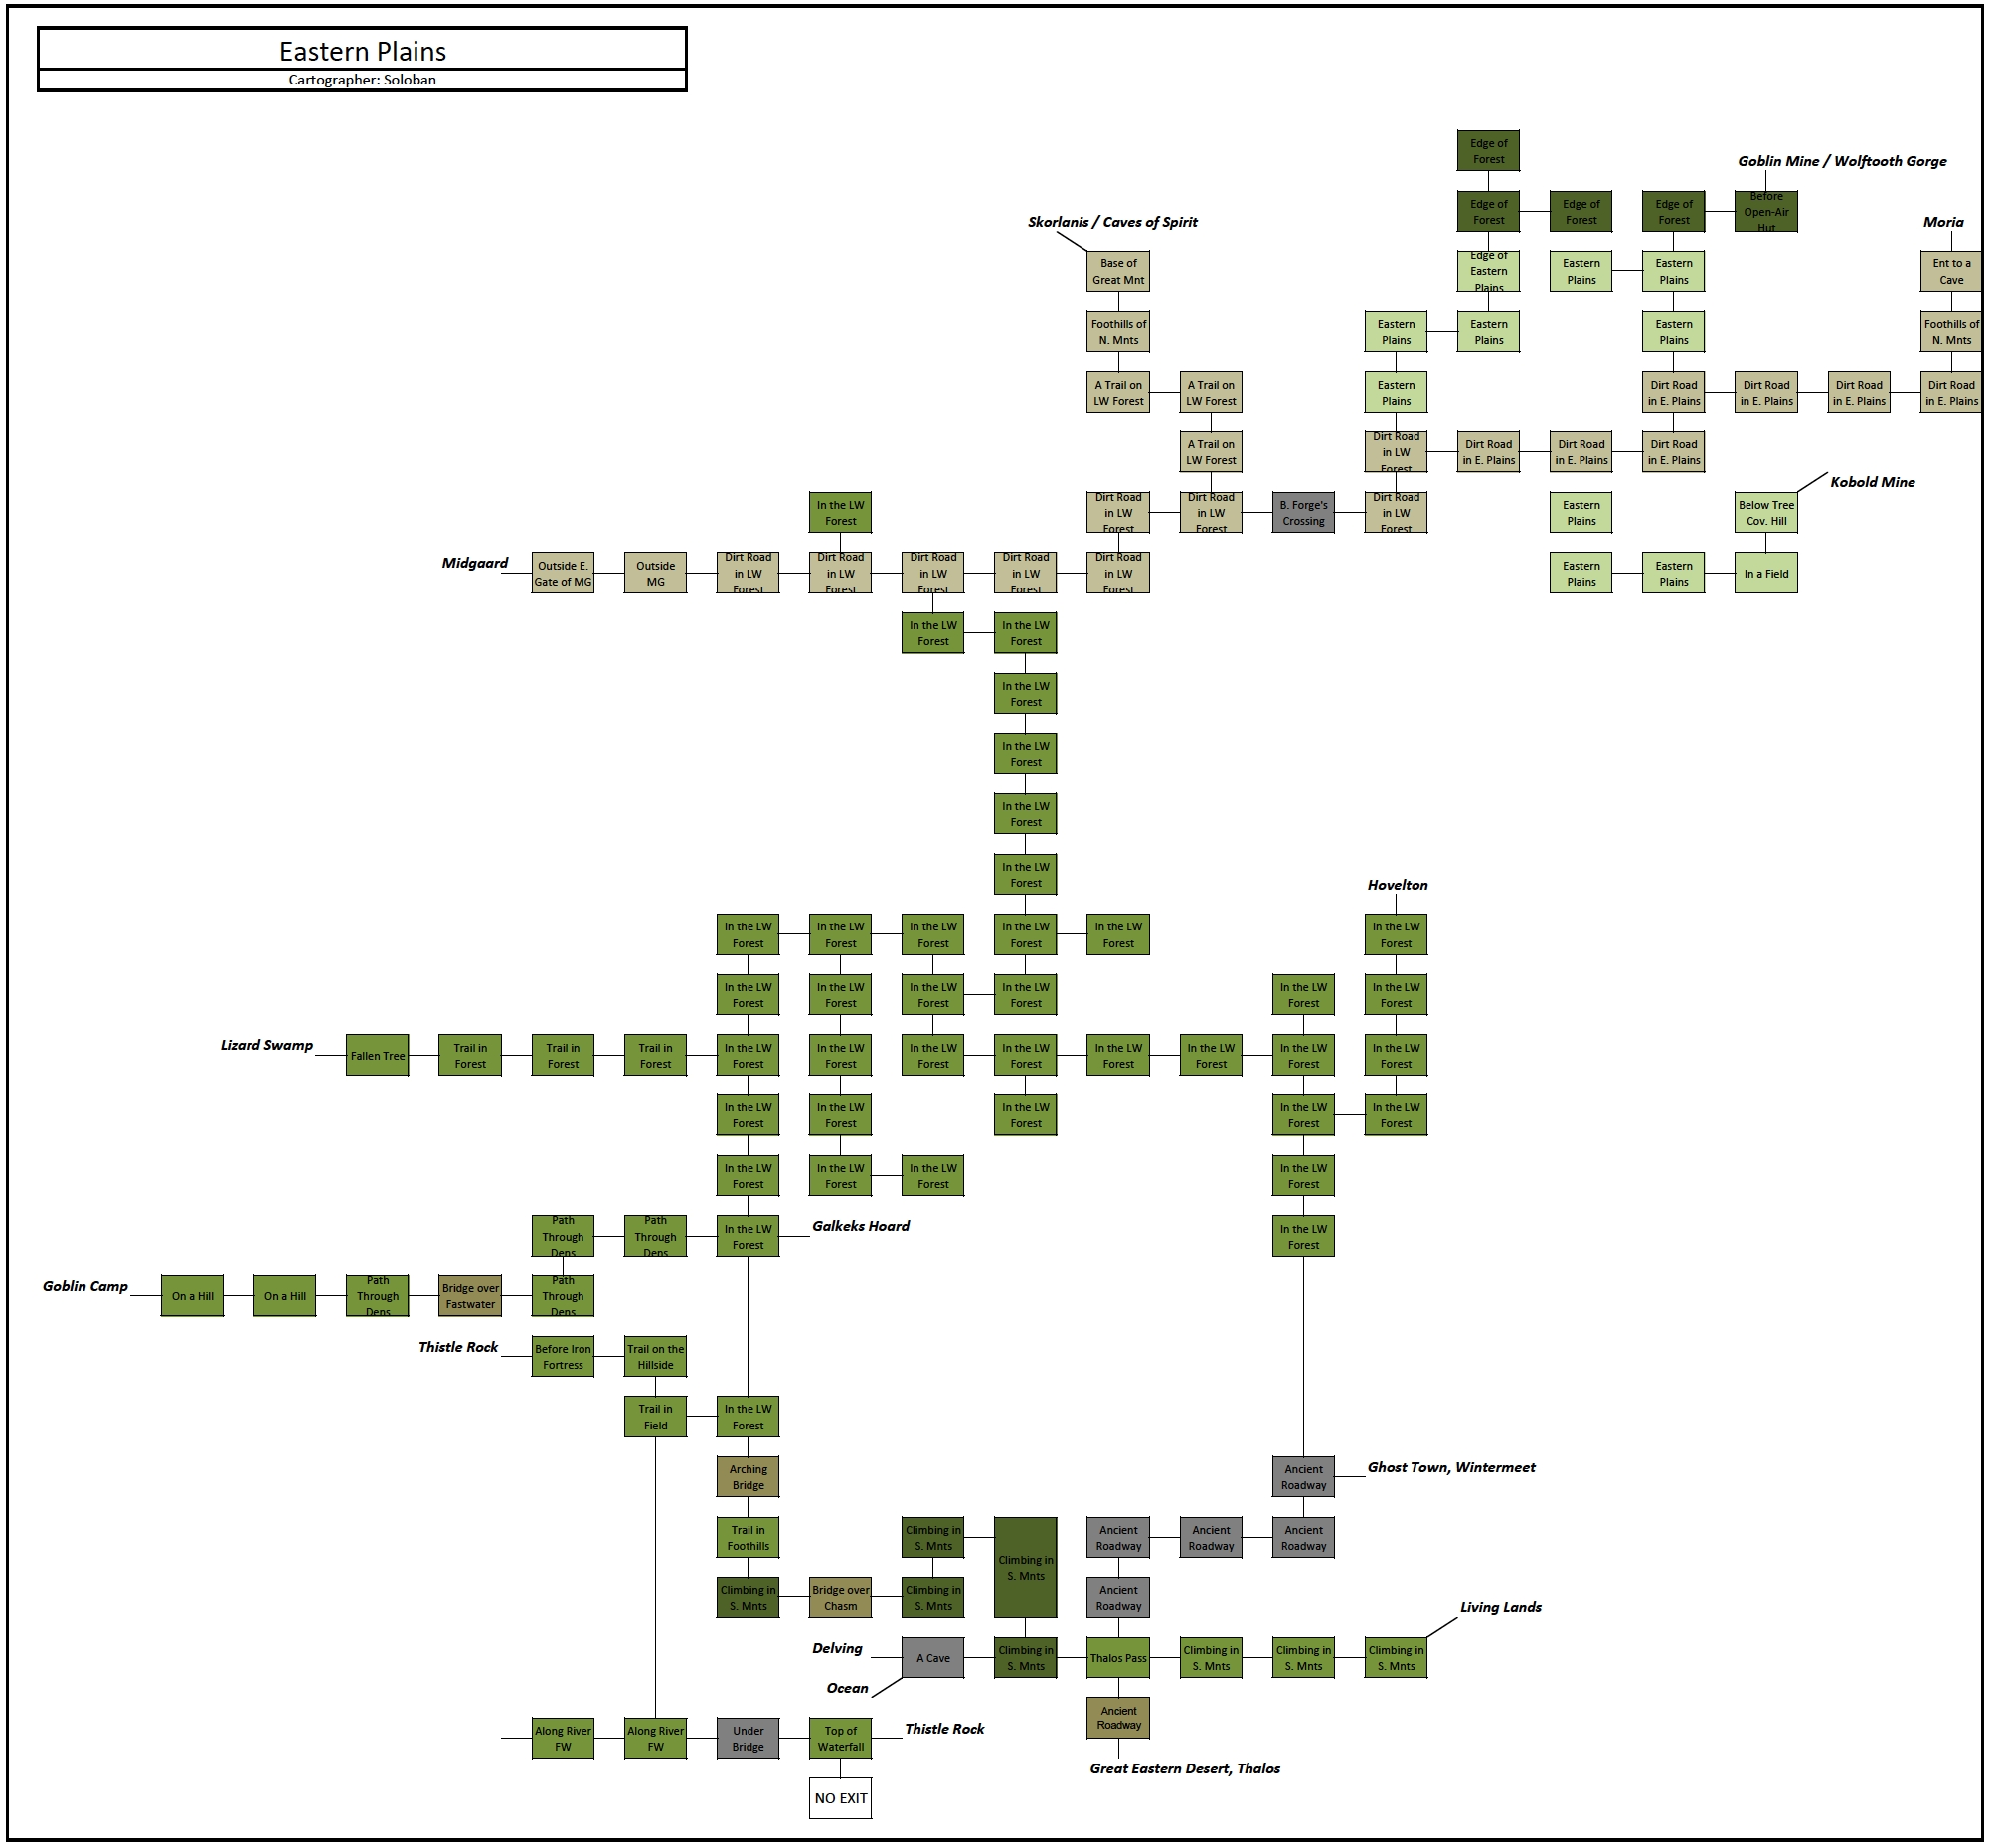 Eastern Plains
Cartographer: Soloban
Edge of
Forest
Goblin Mine / Wolftooth Gorge
Edge of
Forest
Edge of
Forest
Edge of
Forest
Before
Open-Air
Hut
Skorlanis / Caves of Spirit
Moria
Base of
Great Mnt
Edge of
Eastern
Plains
Eastern
Plains
Eastern
Plains
Ent to a
Cave
Foothills of
N. Mnts
Eastern
Plains
Eastern
Plains
Eastern
Plains
Foothills of
N. Mnts
A Trail on
LW Forest
A Trail on
LW Forest
Eastern
Plains
Dirt Road
in E. Plains
Dirt Road
in E. Plains
Dirt Road
in E. Plains
Dirt Road
in E. Plains
A Trail on
LW Forest
Dirt Road
in LW
Forest
Dirt Road
in E. Plains
Dirt Road
in E. Plains
Dirt Road
in E. Plains
Kobold Mine
In the LW
Forest
Dirt Road
in LW
Forest
Dirt Road
in LW
Forest
B. Forge's
Crossing
Dirt Road
in LW
Forest
Eastern
Plains
Below Tree
Cov. Hill
Midgaard
Outside E.
Gate of MG
Outside
MG
Dirt Road
in LW
Forest
Dirt Road
in LW
Forest
Dirt Road
in LW
Forest
Dirt Road
in LW
Forest
Dirt Road
in LW
Forest
Eastern
Plains
Eastern
Plains
In a Field
In the LW
Forest
In the LW
Forest
In the LW
Forest
In the LW
Forest
In the LW
Forest
In the LW
Forest
Hovelton
In the LW
Forest
In the LW
Forest
In the LW
Forest
In the LW
Forest
In the LW
Forest
In the LW
Forest
In the LW
Forest
In the LW
Forest
In the LW
Forest
In the LW
Forest
In the LW
Forest
In the LW
Forest
Lizard Swamp
Fallen Tree
Trail in
Forest
Trail in
Forest
Trail in
Forest
In the LW
Forest
In the LW
Forest
In the LW
Forest
In the LW
Forest
In the LW
Forest
In the LW
Forest
In the LW
Forest
In the LW
Forest
In the LW
Forest
In the LW
Forest
In the LW
Forest
In the LW
Forest
In the LW
Forest
In the LW
Forest
In the LW
Forest
In the LW
Forest
In the LW
Forest
Path
Through
Dens
Path
Through
Dens
In the LW
Forest
Galkeks Hoard
In the LW
Forest
Goblin Camp
On a Hill
On a Hill
Path
Through
Dens
Bridge over
Fastwater
Path
Through
Dens
Thistle Rock
Before Iron
Fortress
Trail on the
Hillside
Trail in
Field
In the LW
Forest
Arching
Bridge
Ancient
Roadway
Ghost Town, Wintermeet
Trail in
Foothills
Climbing in
S. Mnts
Climbing in
S. Mnts
Ancient
Roadway
Ancient
Roadway
Ancient
Roadway
Climbing in
S. Mnts
Bridge over
Chasm
Climbing in
S. Mnts
Ancient
Roadway
Living Lands
Delving
A Cave
Climbing in
S. Mnts
Thalos Pass
Climbing in
S. Mnts
Climbing in
S. Mnts
Climbing in
S. Mnts
Ocean
Ancient
Roadway
Along River
FW
Along River
FW
Under
Bridge
Top of
Waterfall
Thistle Rock
Great Eastern Desert, Thalos
NO EXIT